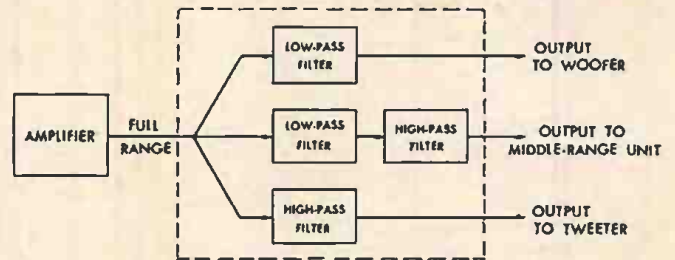 LOW-PASS
FILTER
OUTPUT
TO WOOFER
AMPLIFIER
FULL
RANGE
LOW-PASS
FILTER
HIGH-PASS
FILTER
OUTPUT TO
MIDDLE-RANGE UNIT
HIGH-PASS
FILTER
OUTPUT
TO TWEETER